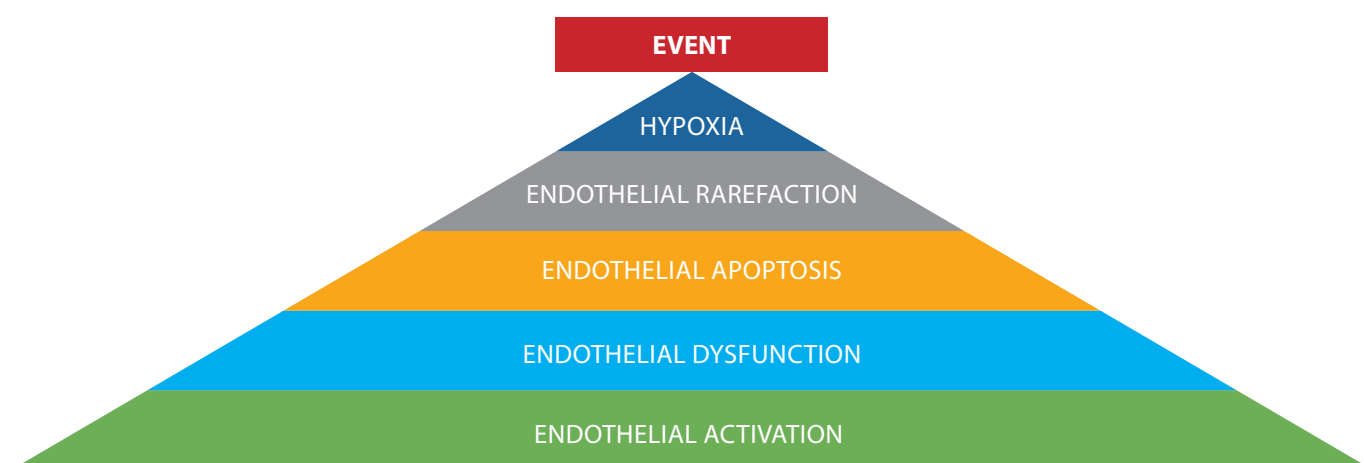 EVENT
HYPOXIA
ENDOTHELIAL RAREFACTION
ENDOTHELIAL APOPTOSIS
ENDOTHELIAL DYSFUNCTION
ENDOTHELIAL ACTIVATION